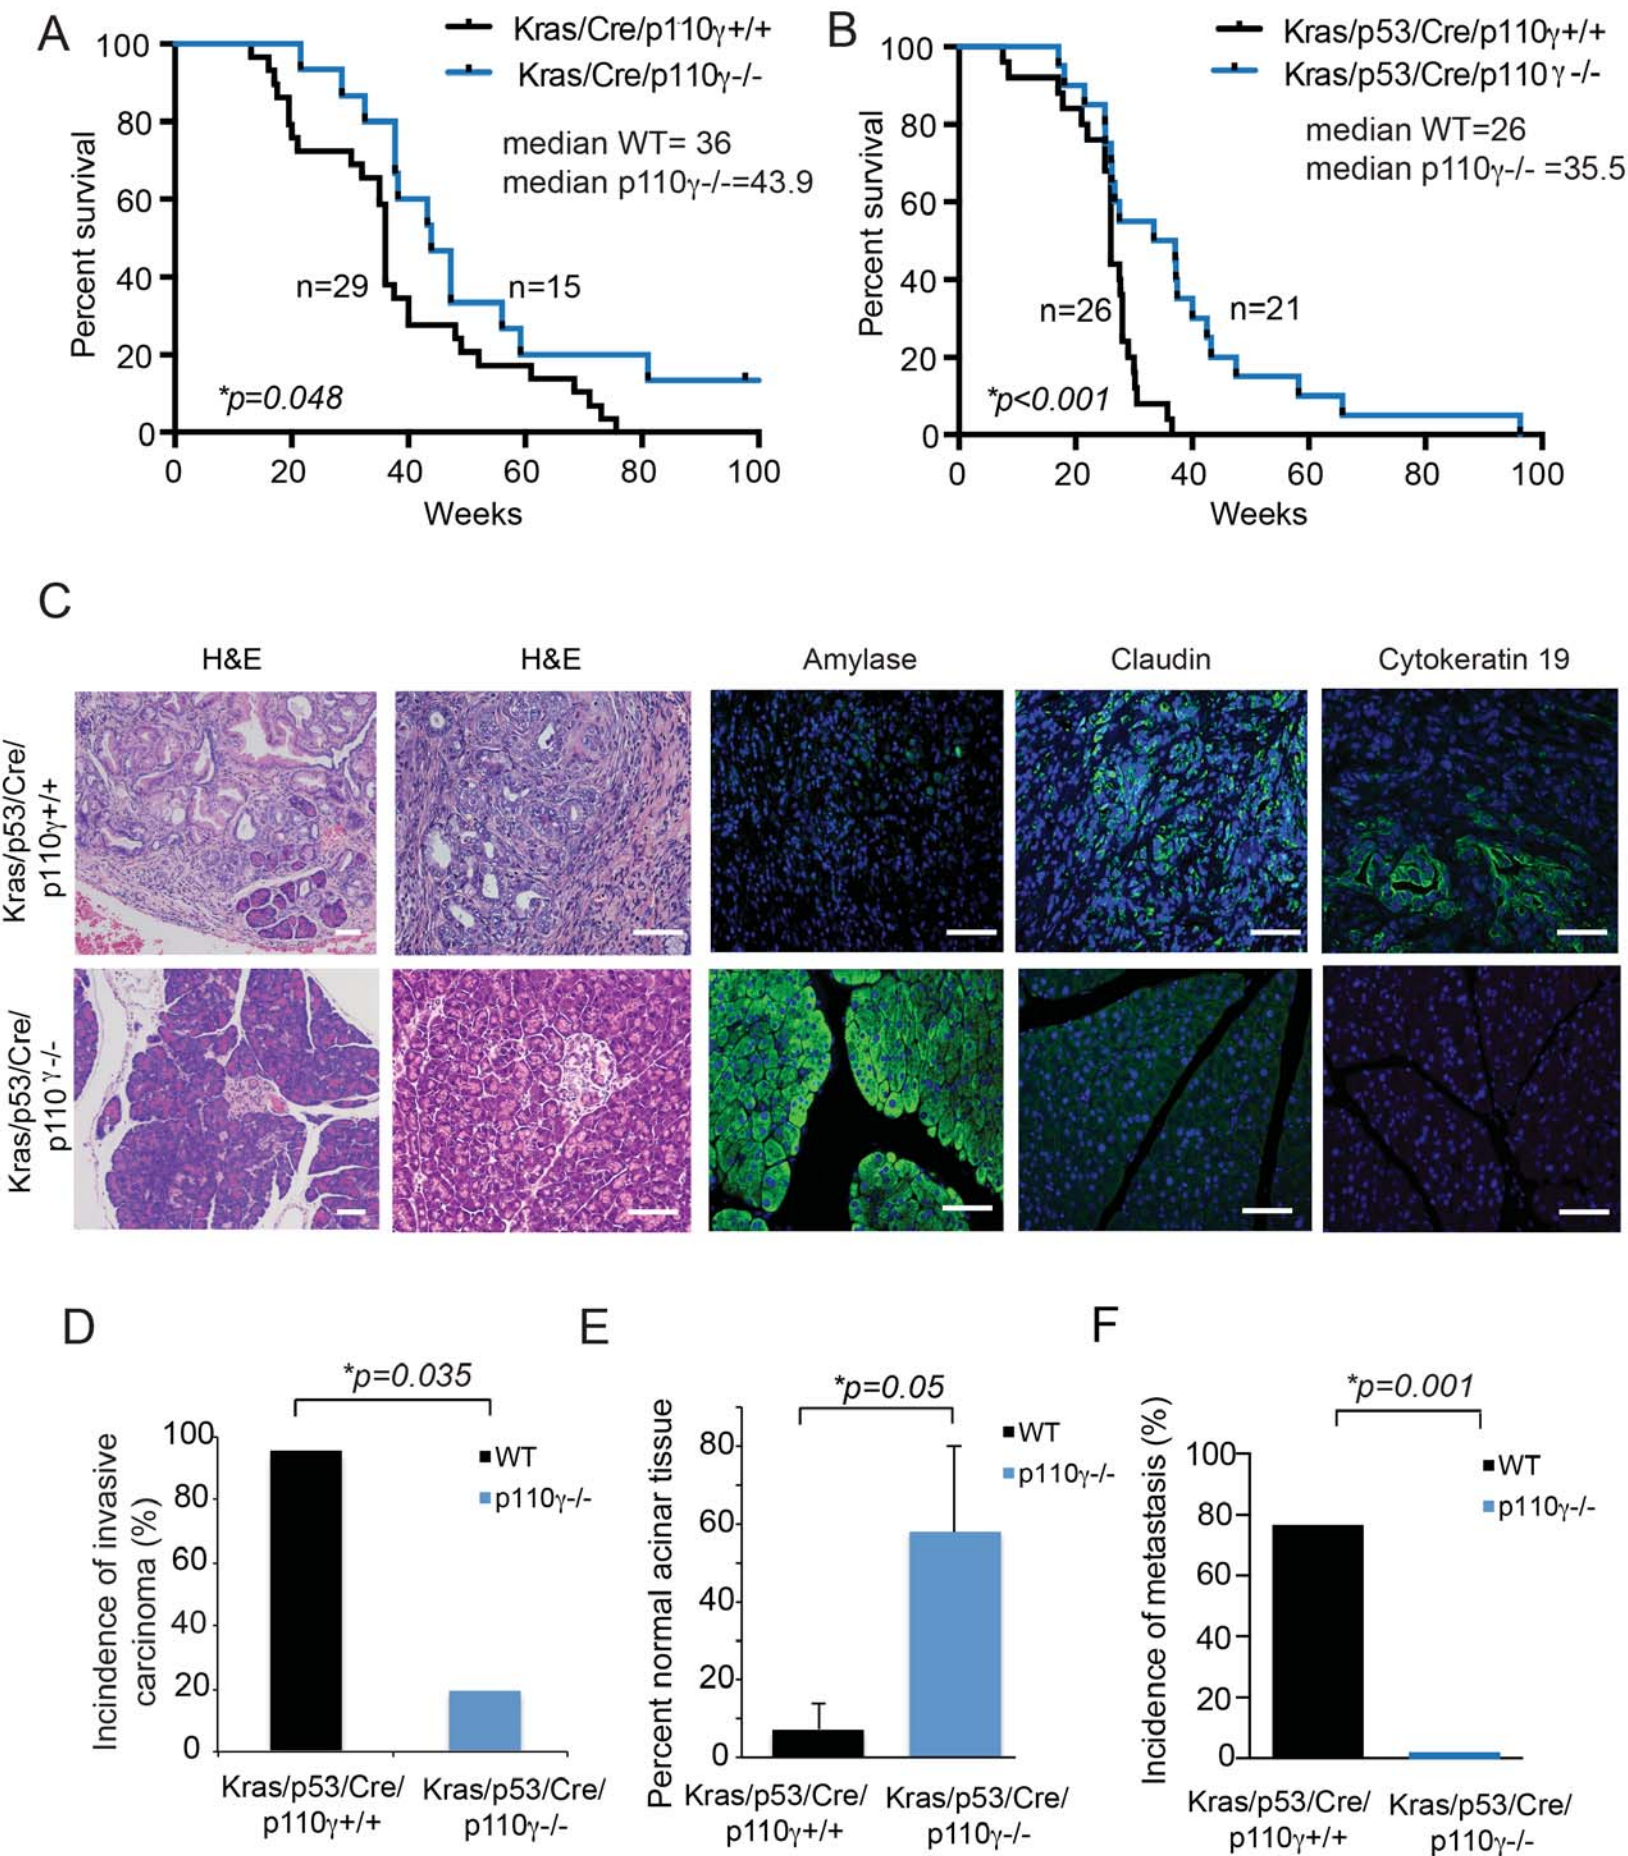 A
Kras/Cre/p110γ+/+
Kras/Cre/p110γ-/-
median WT= 36
median p110γ-/-=43.9
Percent survival
100
80
60
40
20
0
n=29
n=15
*p=0.048
0 20 40 60 80 100
Weeks
B
Kras/p53/Cre/p110γ+/+
Kras/p53/Cre/p110γ-/-
median WT=26
median p110γ-/- =35.5
Percent survival
100
80
60
40
20
0
n=26
n=21
*p<0.001
0 20 40 60 80 100
Weeks
C
H&E H&E Amylase Claudin Cytokeratin 19
Kras/p53/Cre/
p110γ+/+
Kras/p53/Cre/
p110γ-/-
D
*p=0.035
Incindence of invasive
carcinoma (%)
100
80
60
40
20
0
WT
p110γ-/-
Kras/p53/Cre/
p110γ+/+
Kras/p53/Cre/
p110γ-/-
E
*p=0.05
Percent normal acinar tissue
80
60
40
20
0
WT
p110γ-/-
Kras/p53/Cre/
p110γ+/+
Kras/p53/Cre/
p110γ-/-
F
*p=0.001
Incidence of metastasis (%)
100
80
60
40
20
0
WT
p110γ-/-
Kras/p53/Cre/
p110γ+/+
Kras/p53/Cre/
p110γ-/-